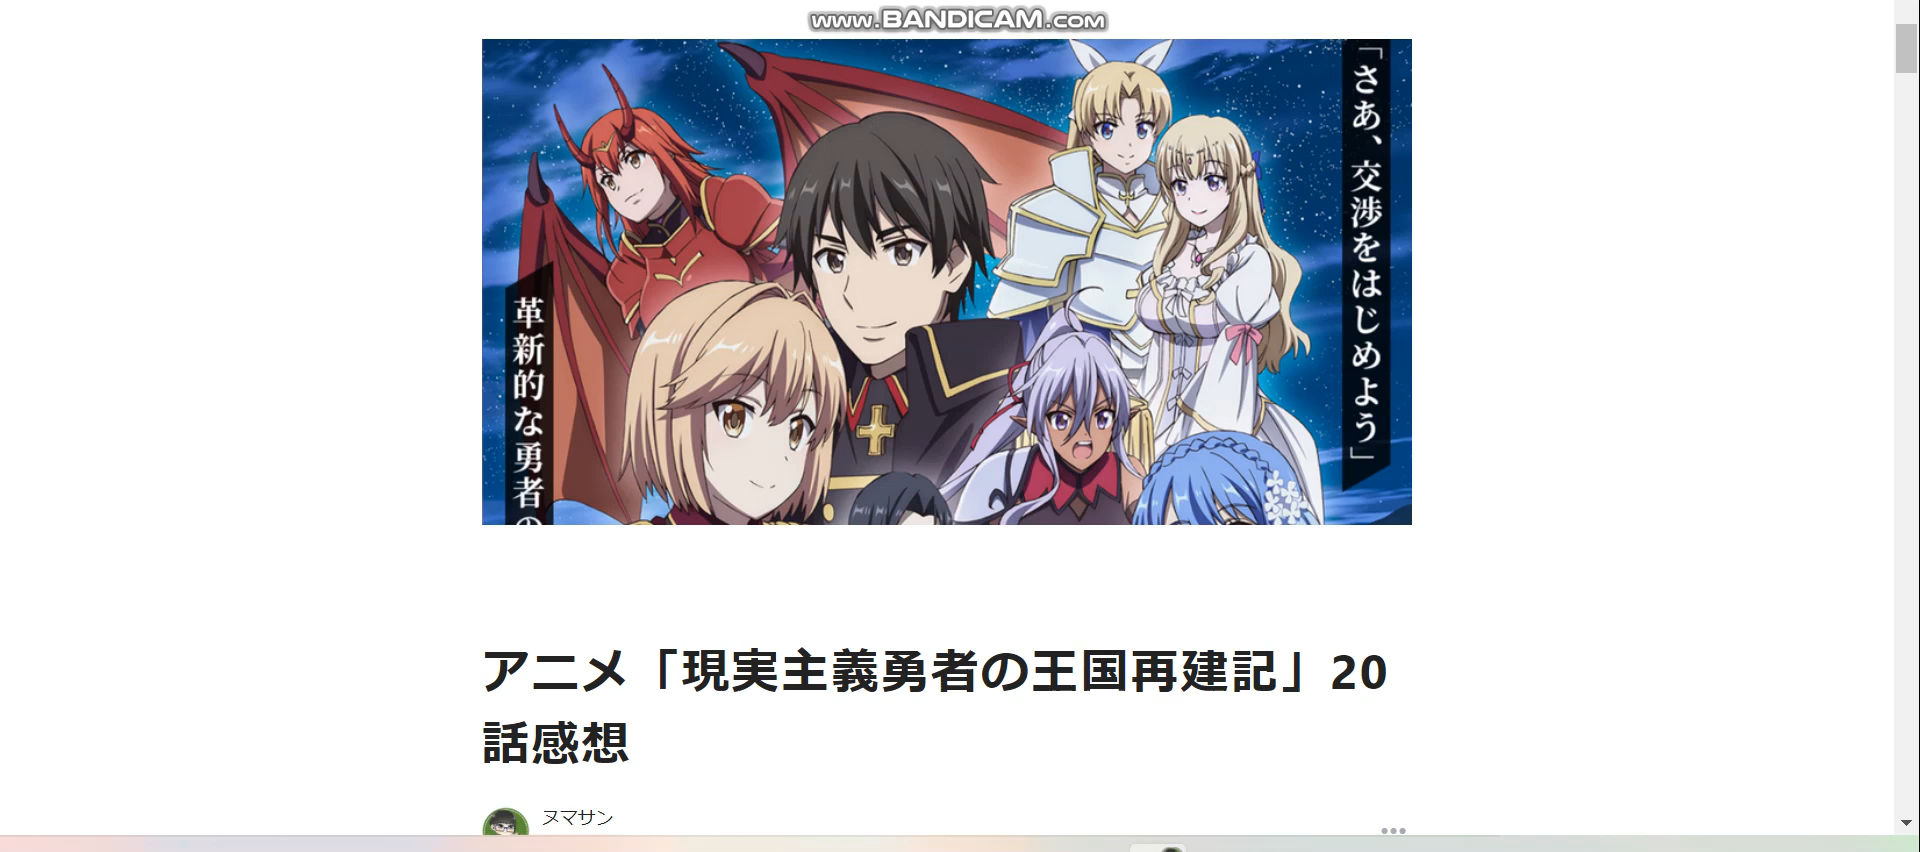 www.BANDICAM.com
「さあ、交渉をはじめよう」
革新的な勇者の
アニメ「現実主義勇者の王国再建記」20
話感想
ヌマサン